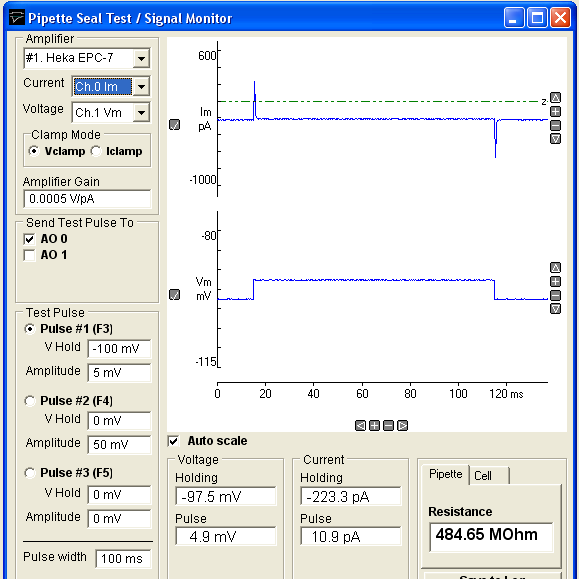 Pipette Seal Test / Signal Monitor
Amplifier
#1. Heka EPC-7
Current Ch.0 Im
Voltage Ch.1 Vm
Clamp Mode
Vclamp Iclamp
Amplifier Gain
0.0005 V/pA
Send Test Pulse To
AO 0
AO 1
Test Pulse
Pulse #1 (F3)
V Hold -100 mV
Amplitude 5 mV
Pulse #2 (F4)
V Hold 0 mV
Amplitude 50 mV
Pulse #3 (F5)
V Hold 0 mV
Amplitude 0 mV
Pulse width 100 ms
600
z
Im
pA
-1000
-80
Vm
mV
-115
0 20 40 60 80 100 120 ms
Auto scale
Voltage
Holding
-97.5 mV
Pulse
4.9 mV
Current
Holding
-223.3 pA
Pulse
10.9 pA
Pipette Cell
Resistance
484.65 MOhm